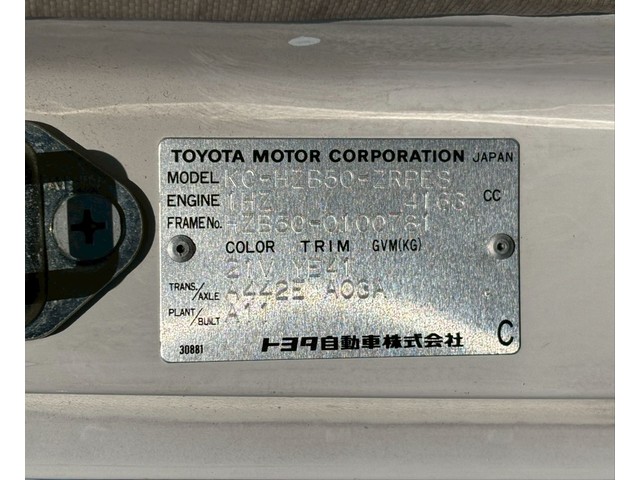 TOYOTA MOTOR CORPORATION JAPAN
MODEL KC-HZB50-ZRPES
ENGINE 1HZ 4163 CC
FRAME No. HZB50-0100781
COLOR TRIM GVM(KG)
21V 1B41
TRANS./AXLE A442E A03A
PLANT/BUILT A11
30881 トヨタ自動車株式会社 C